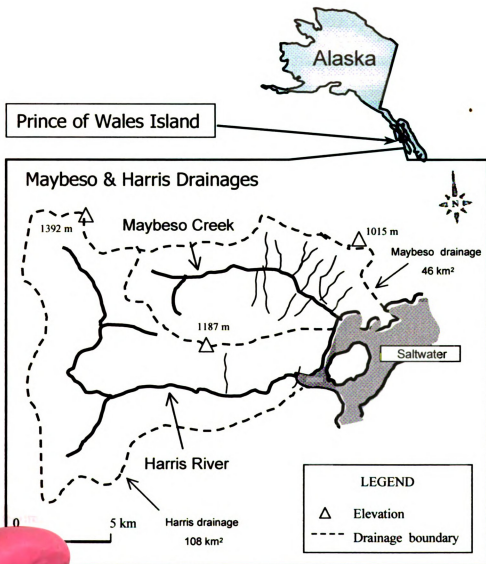 Alaska
Prince of Wales Island
Maybeso & Harris Drainages
N
1392 m
Maybeso Creek
1015 m
Maybeso drainage
46 km²
1187 m
Saltwater
Harris River
LEGEND
Elevation
Drainage boundary
0
5 km
Harris drainage
108 km²